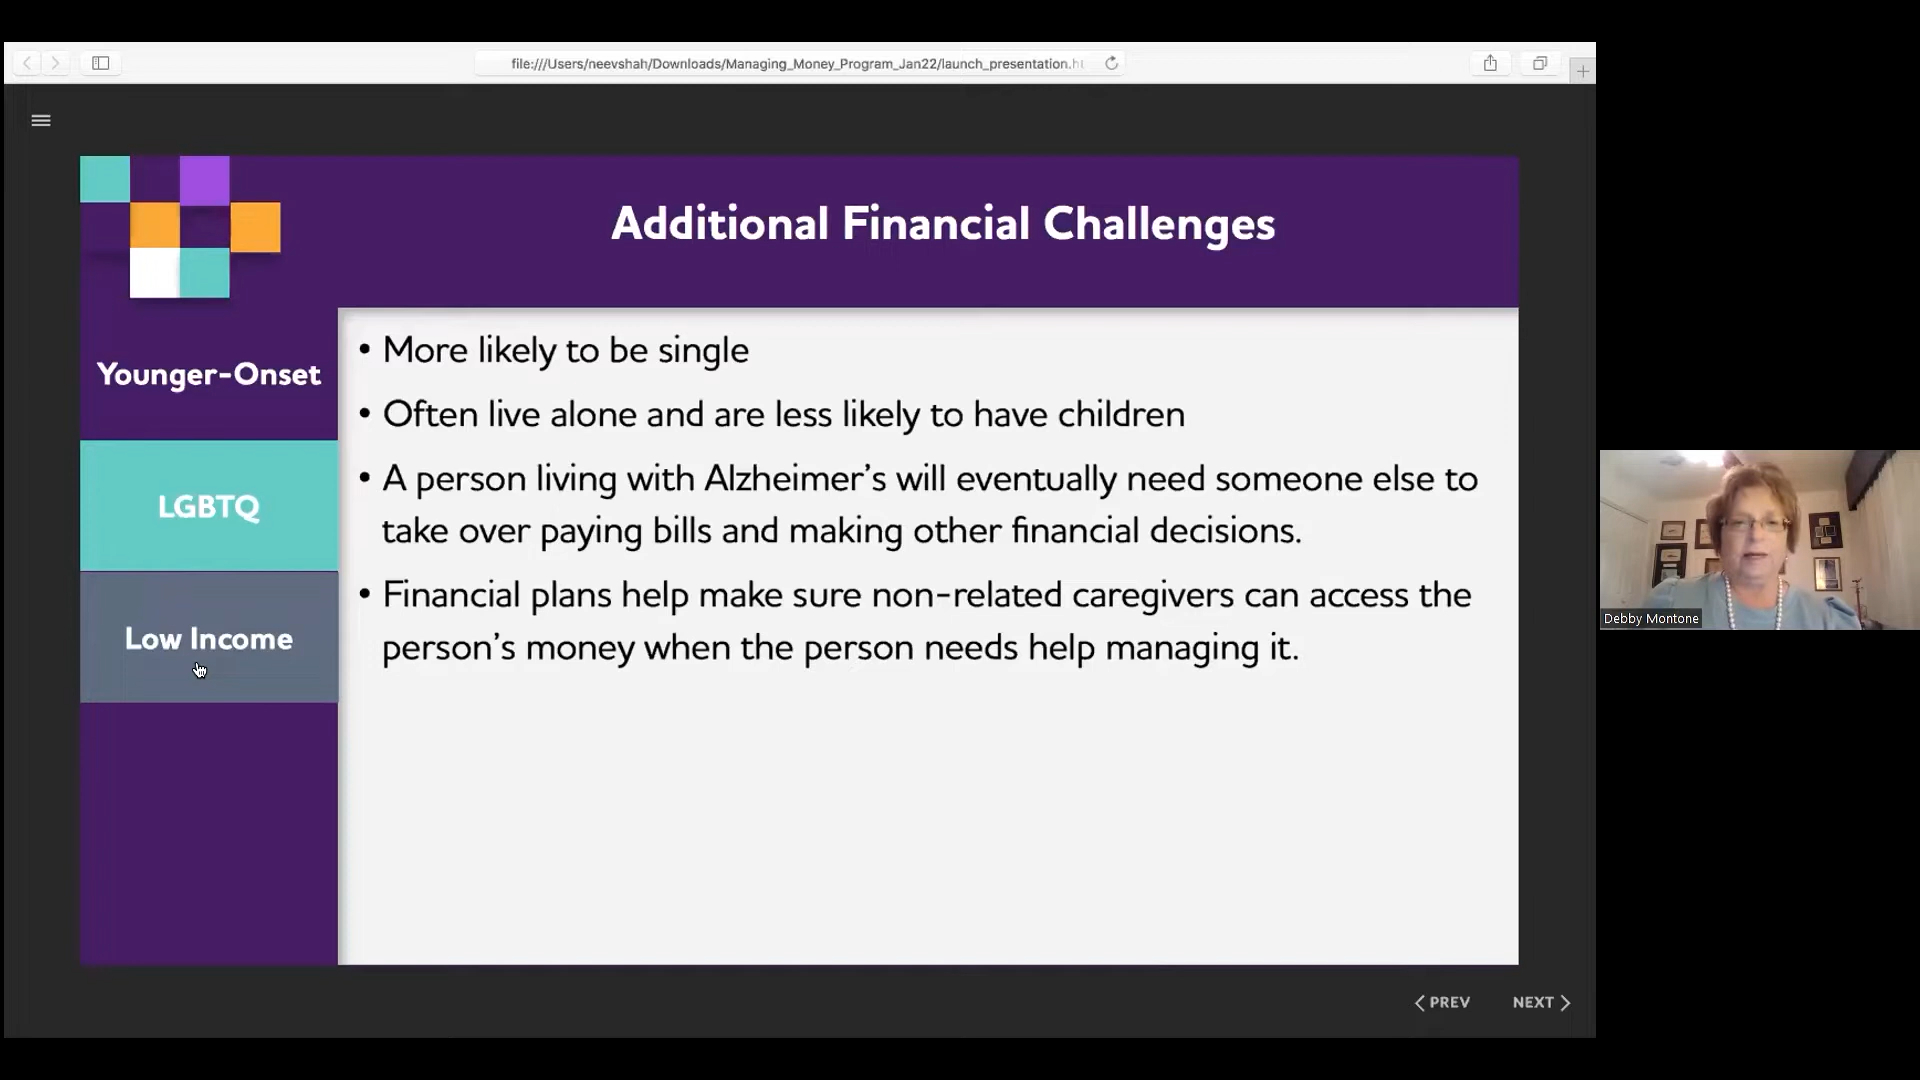 file:///Users/neevshah/Downloads/Managing_Money_Program_Jan22/launch_presentation.h
Additional Financial Challenges
Younger-Onset
LGBTQ
Low Income
• More likely to be single
• Often live alone and are less likely to have children
• A person living with Alzheimer’s will eventually need someone else to
take over paying bills and making other financial decisions.
• Financial plans help make sure non-related caregivers can access the
person’s money when the person needs help managing it.
Debby Montone
PREV
NEXT